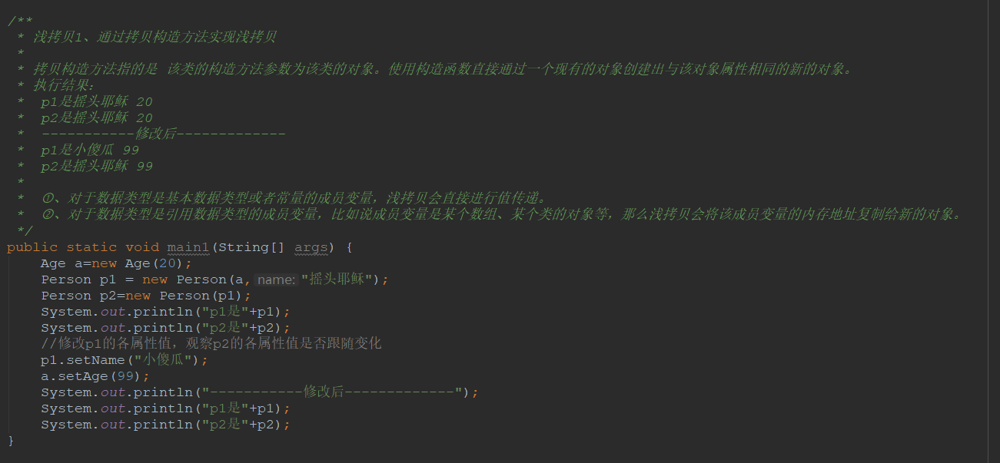 /**
* 浅拷贝1、通过拷贝构造方法实现浅拷贝
*
* 拷贝构造方法指的是 该类的构造方法参数为该类的对象。使用构造函数直接通过一个现有的对象创建出与该对象属性相同的新的对象。
* 执行结果:
* p1是摇头耶稣 20
* p2是摇头耶稣 20
* -----------修改后-------------
* p1是小傻瓜 99
* p2是摇头耶稣 99
*
* ①、对于数据类型是基本数据类型或者常量的成员变量，浅拷贝会直接进行值传递。
* ②、对于数据类型是引用数据类型的成员变量，比如说成员变量是某个数组、某个类的对象等，那么浅拷贝会将该成员变量的内存地址复制给新的对象。
*/
public static void main1(String[] args) {
Age a=new Age(20);
Person p1 = new Person(a, name: "摇头耶稣");
Person p2=new Person(p1);
System.out.println("p1是"+p1);
System.out.println("p2是"+p2);
//修改p1的各属性值，观察p2的各属性值是否跟随变化
p1.setName("小傻瓜");
a.setAge(99);
System.out.println("-----------修改后-------------");
System.out.println("p1是"+p1);
System.out.println("p2是"+p2);
}